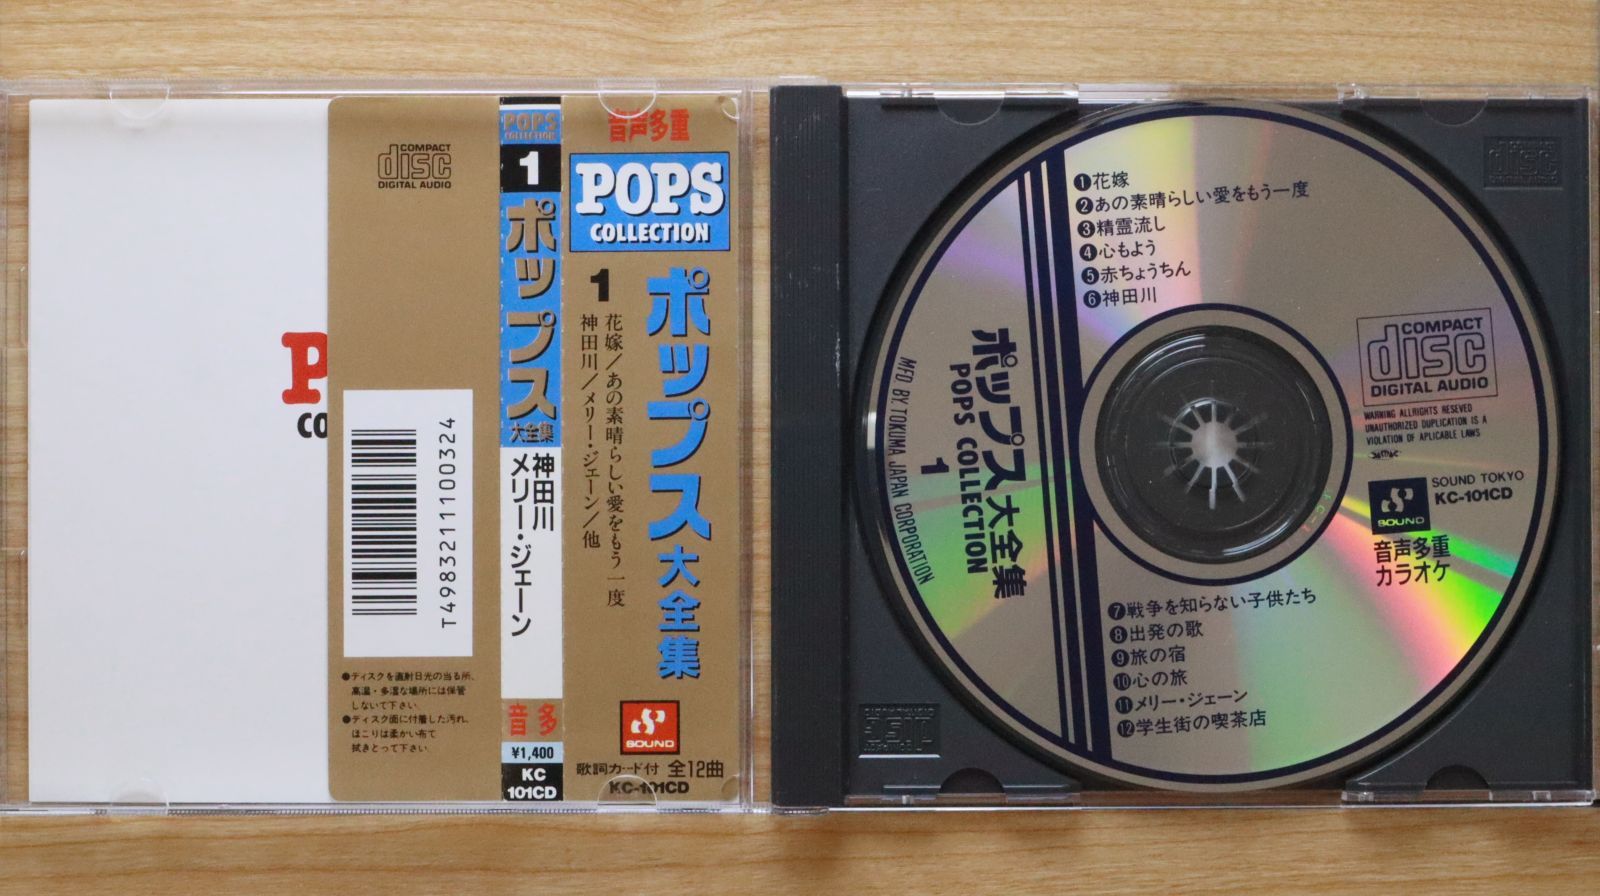 COMPACT
disc
DIGITAL AUDIO
T4983211100324
●ディスクを直射日光の当る所、
高温・多湿な場所には保管
しないで下さい.
●ディスク面に付着した汚れ、
ほこりは柔かい布で
拭きとって下さい.
POPS
COLLECTION
1
ポップス
大全集
神田川
メリー・ジェーン
音多
¥1,400
KC
101CD
音声多重
POPS
COLLECTION
ポップス大全集
1
花嫁/あの素晴らしい愛をもう一度
神田川/メリー・ジェーン/他
SOUND
歌詞カード付 全12曲
KC-101CD
❶花嫁
❷あの素晴らしい愛をもう一度
❸精霊流し
❹心もよう
❺赤ちょうちん
❻神田川
ポップス大全集
POPS COLLECTION
1
MFD BY. TOKUMA JAPAN CORPORATION
COMPACT
disc
DIGITAL AUDIO
WARNING ALLRIGHTS RESEVED
UNAUTHORIZED DUPLICATION IS A
VIOLATION OF APLICABLE LAWS
SOUND
SOUND TOKYO
KC-101CD
音声多重
カラオケ
❼戦争を知らない子供たち
❽出発の歌
❾旅の宿
❿心の旅
⓫メリー・ジェーン
⓬学生街の喫茶店
disc